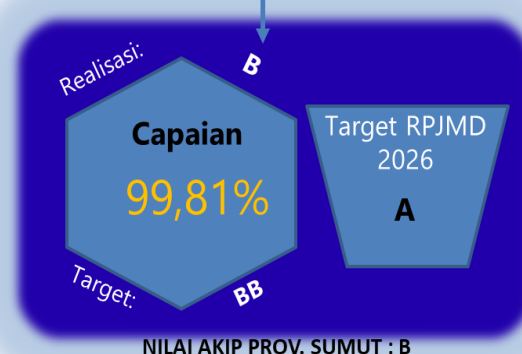 Realisasi: B
Capaian
99,81%
Target: BB
Target RPJMD
2026
A
NILAI AKIP PROV. SUMUT : B